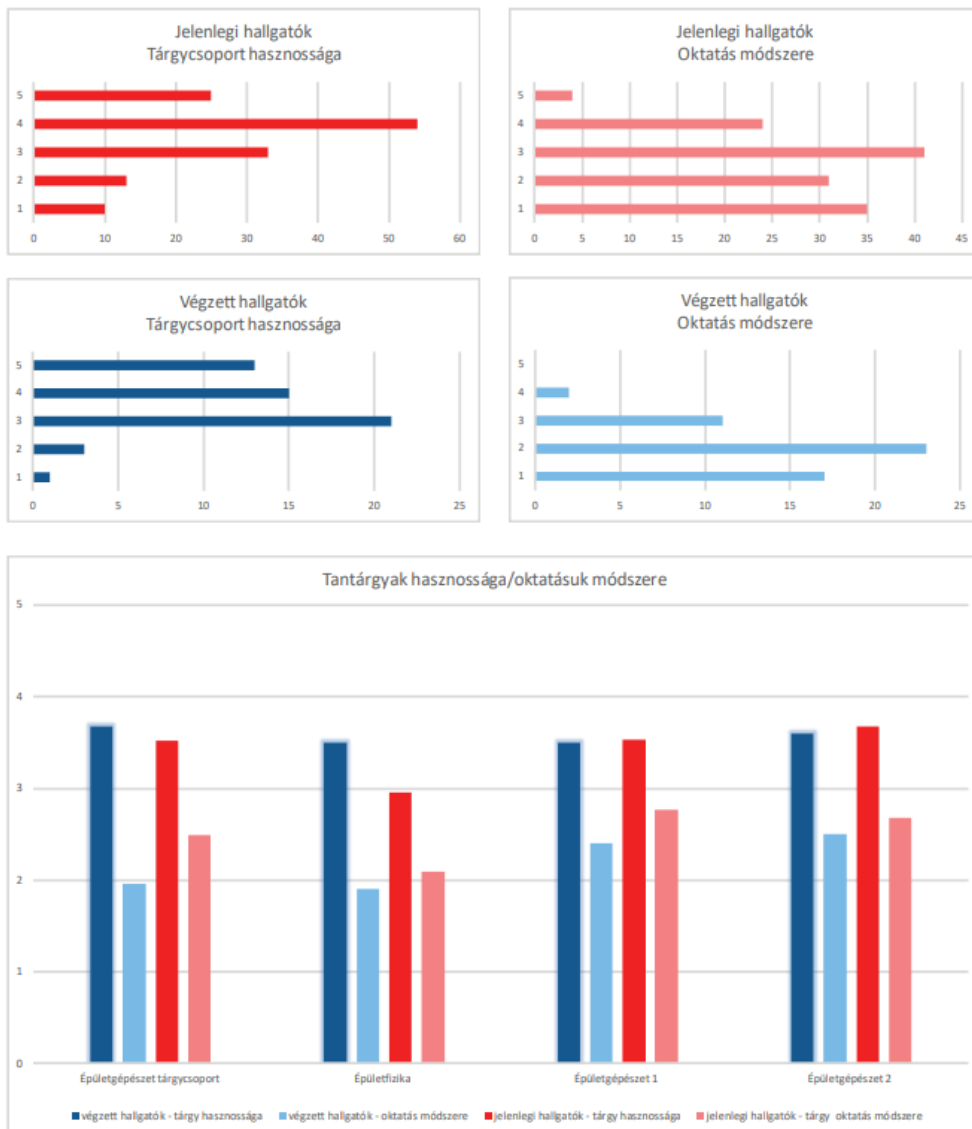 Jelenlegi hallgatók
Tárgycsoport hasznossága
5
4
3
2
1
0 10 20 30 40 50 60
Jelenlegi hallgatók
Oktatás módszere
5
4
3
2
1
0 5 10 15 20 25 30 35 40 45
Végzett hallgatók
Tárgycsoport hasznossága
5
4
3
2
1
0 5 10 15 20 25
Végzett hallgatók
Oktatás módszere
5
4
3
2
1
0 5 10 15 20 25
Tantárgyak hasznossága/oktatásuk módszere
5
4
3
2
1
0
Épületgépészet tárgycsoport Épületfizika Épületgépészet 1 Épületgépészet 2
végzett hallgatók - tárgy hasznossága végzett hallgatók - oktatás módszere jelenlegi hallgatók - tárgy hasznossága jelenlegi hallgatók - tárgy oktatás módszere